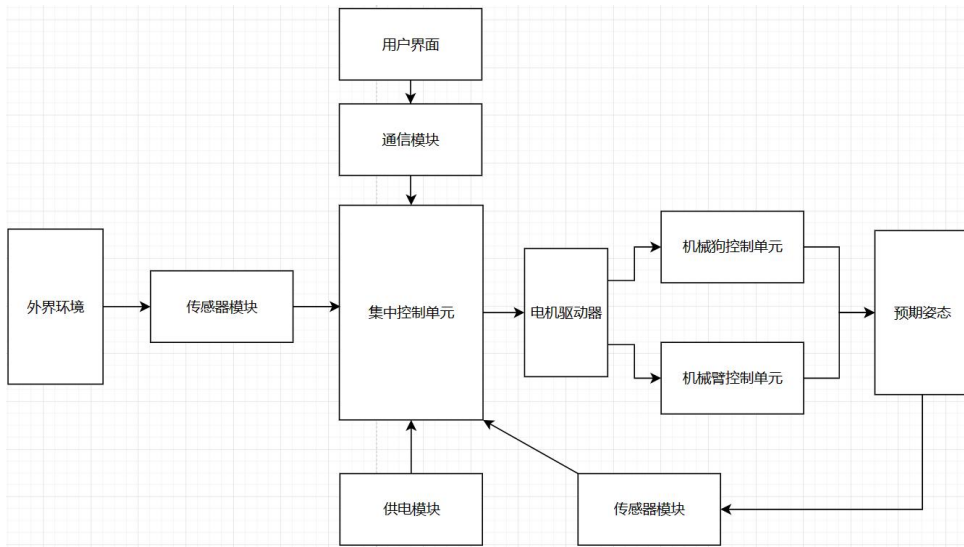 用户界面
通信模块
外界环境
传感器模块
集中控制单元
电机驱动器
机械狗控制单元
机械臂控制单元
预期姿态
供电模块
传感器模块